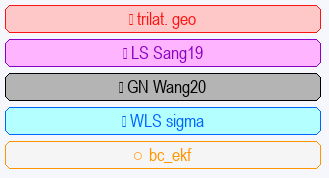 ▯ trilat. geo
▯ LS Sang19
▯ GN Wang20
▯ WLS sigma
○ bc_ekf